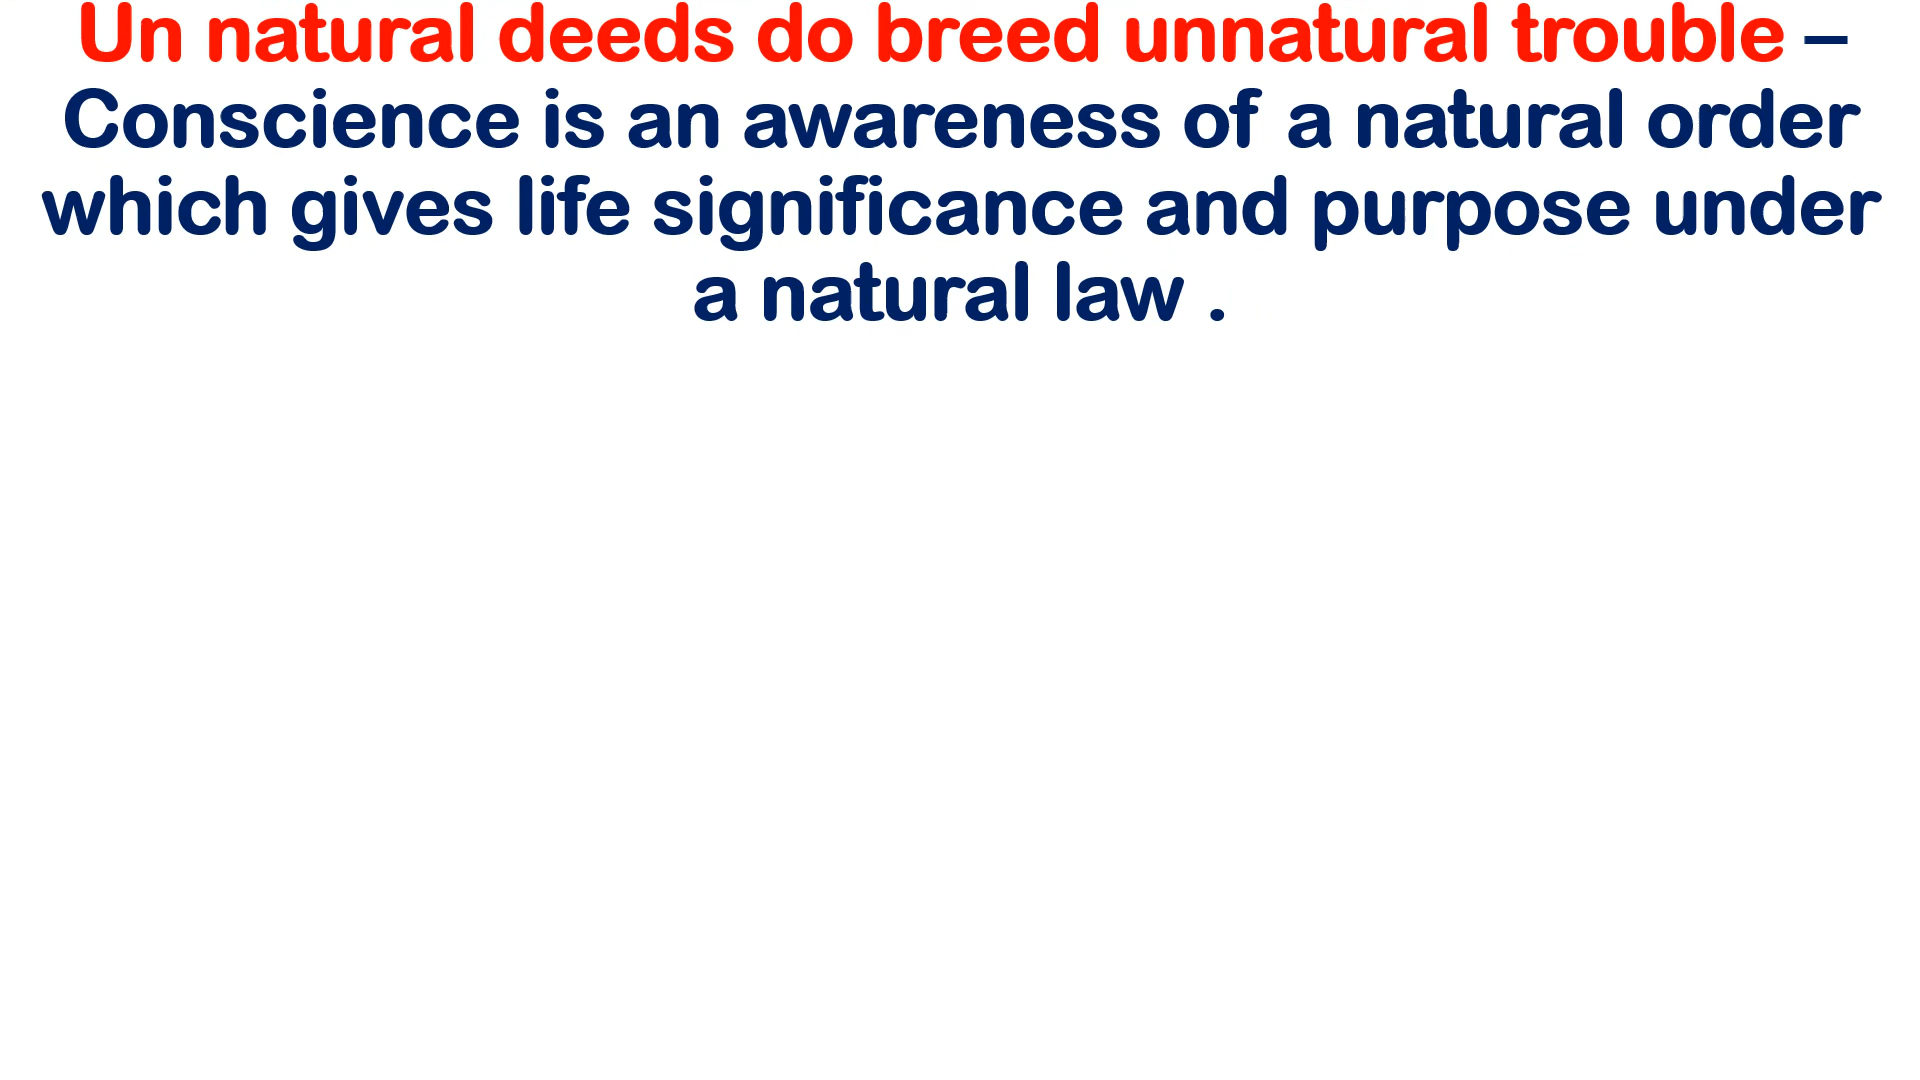 Un natural deeds do breed unnatural trouble –
Conscience is an awareness of a natural order
which gives life significance and purpose under
a natural law .